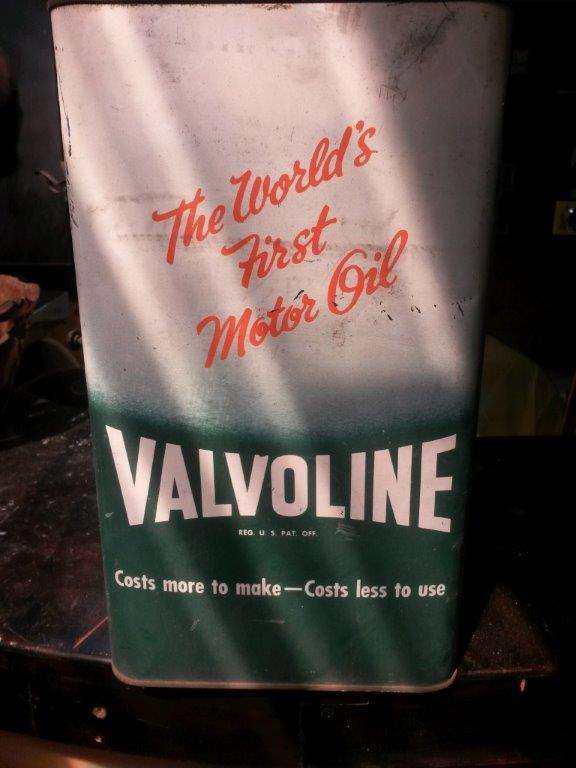 The World's
First
Motor Oil
VALVOLINE
REG. U. S. PAT. OFF.
Costs more to make—Costs less to use